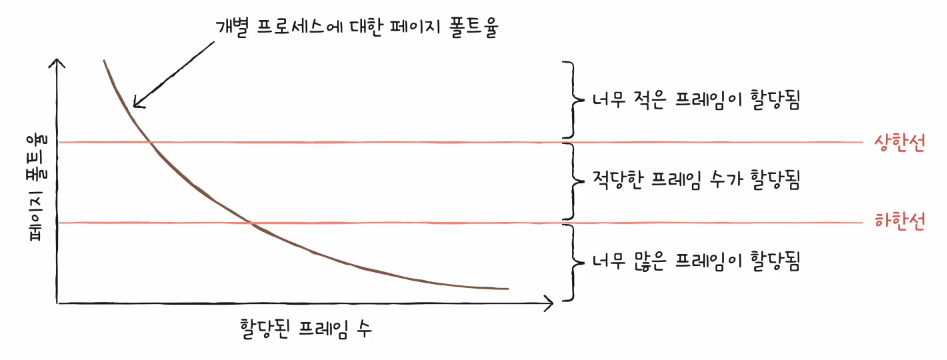 개별 프로세스에 대한 페이지 폴트율
너무 적은 프레임이 할당됨
상한선
페이지 폴트율
적당한 프레임 수가 할당됨
하한선
너무 많은 프레임이 할당됨
할당된 프레임 수